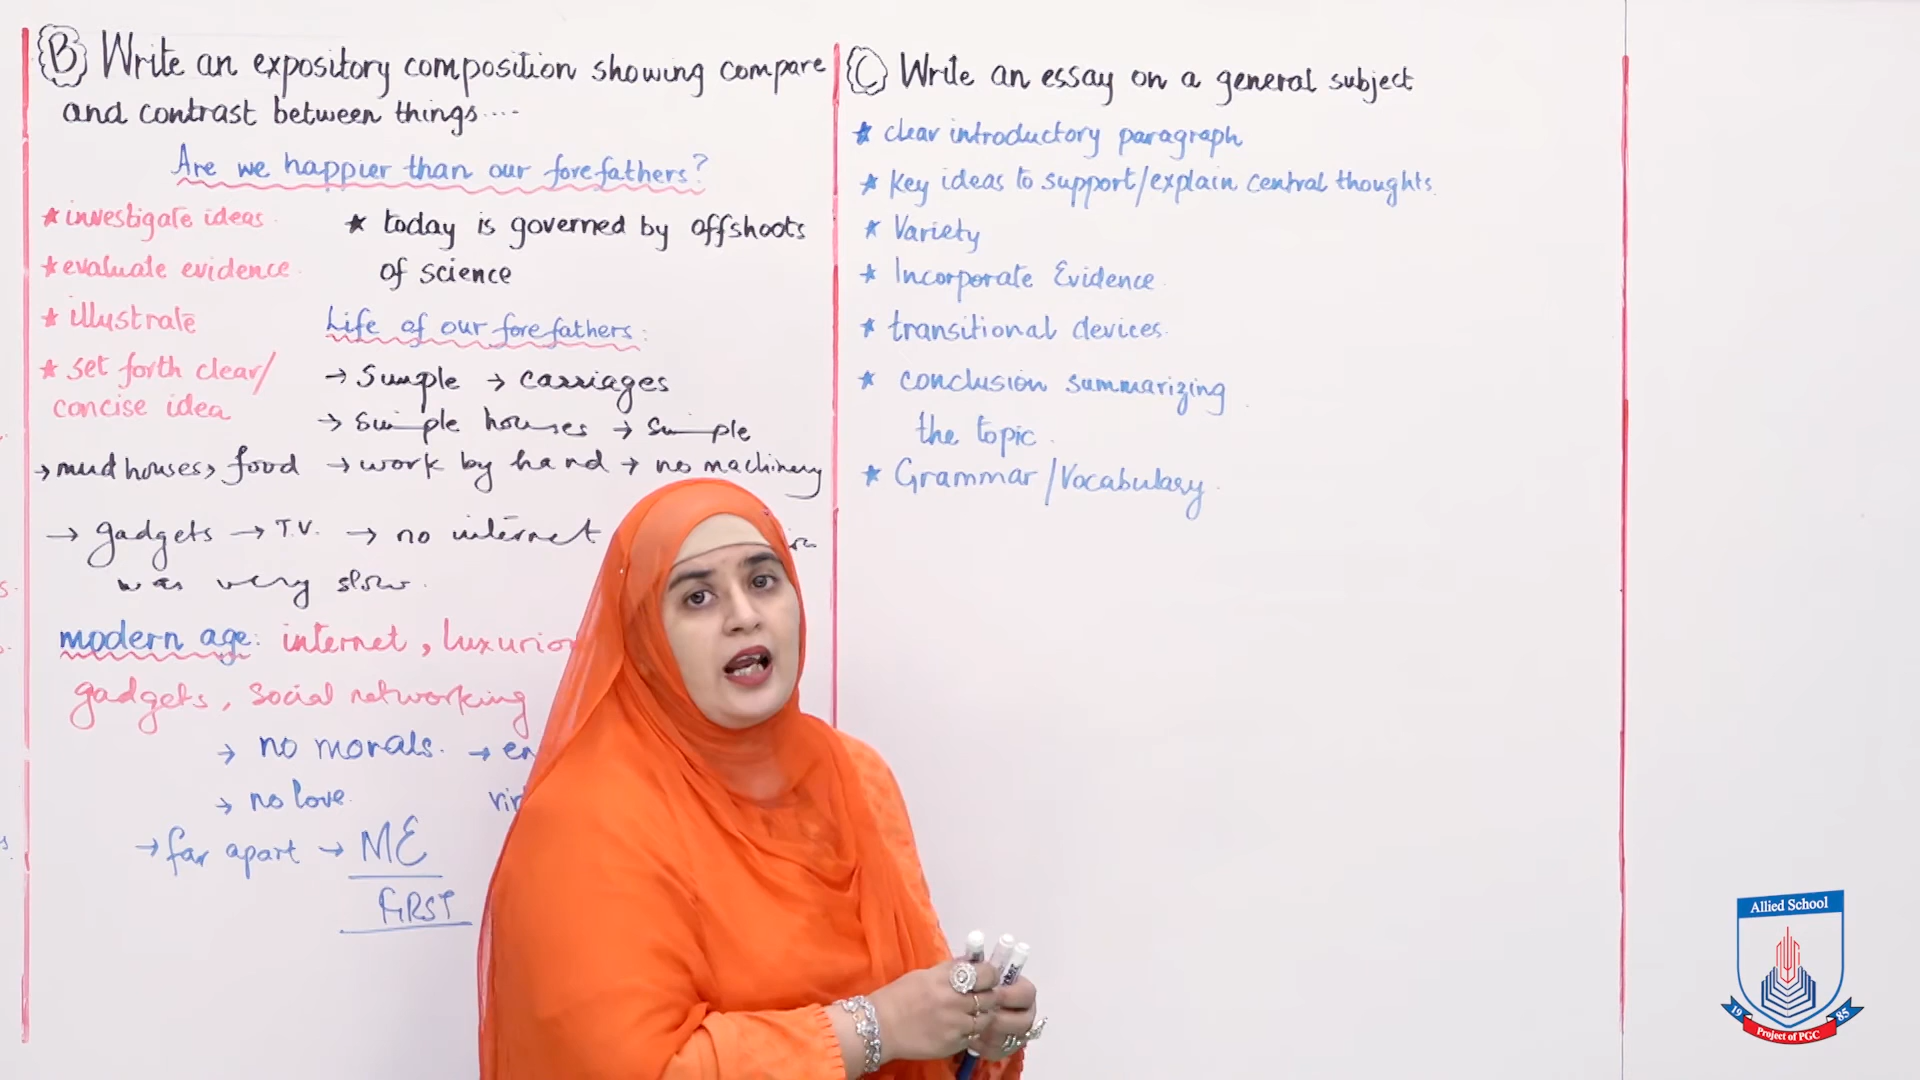 B Write an expository composition showing compare
and contrast between things....
Are we happier than our forefathers?
* investigate ideas
* evaluate evidence
* illustrate
* set forth clear/
concise idea
* today is governed by offshoots
of science
Life of our forefathers:
→ Simple → carriages
→ Simple houses → Simple
→ mud houses, food → work by hand → no machinery
→ gadgets → T.V. → no internet
was very slow.
modern age: internet, luxurio
gadgets, social networking
→ no morals. →
→ no love.
→ far apart → ME
FIRST
C Write an essay on a general subject
* clear introductory paragraph
* Key ideas to support/explain central thoughts.
* Variety
* Incorporate Evidence
* transitional devices.
* conclusion summarizing
the topic.
* Grammar/Vocabulary.
Allied School
1985
Project of PGC